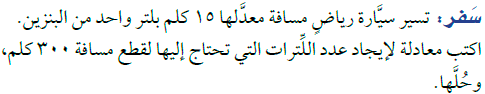 سَفر: تسير سيَّارة رياضٍ مسافة معدَّلها ١٥ كلم بلتر واحد من البنزين.
اكتب معادلة لإيجاد عدد اللِّترات التي تحتاج إليها لقطع مسافة ٣٠٠ كلم،
وحُلَّها.